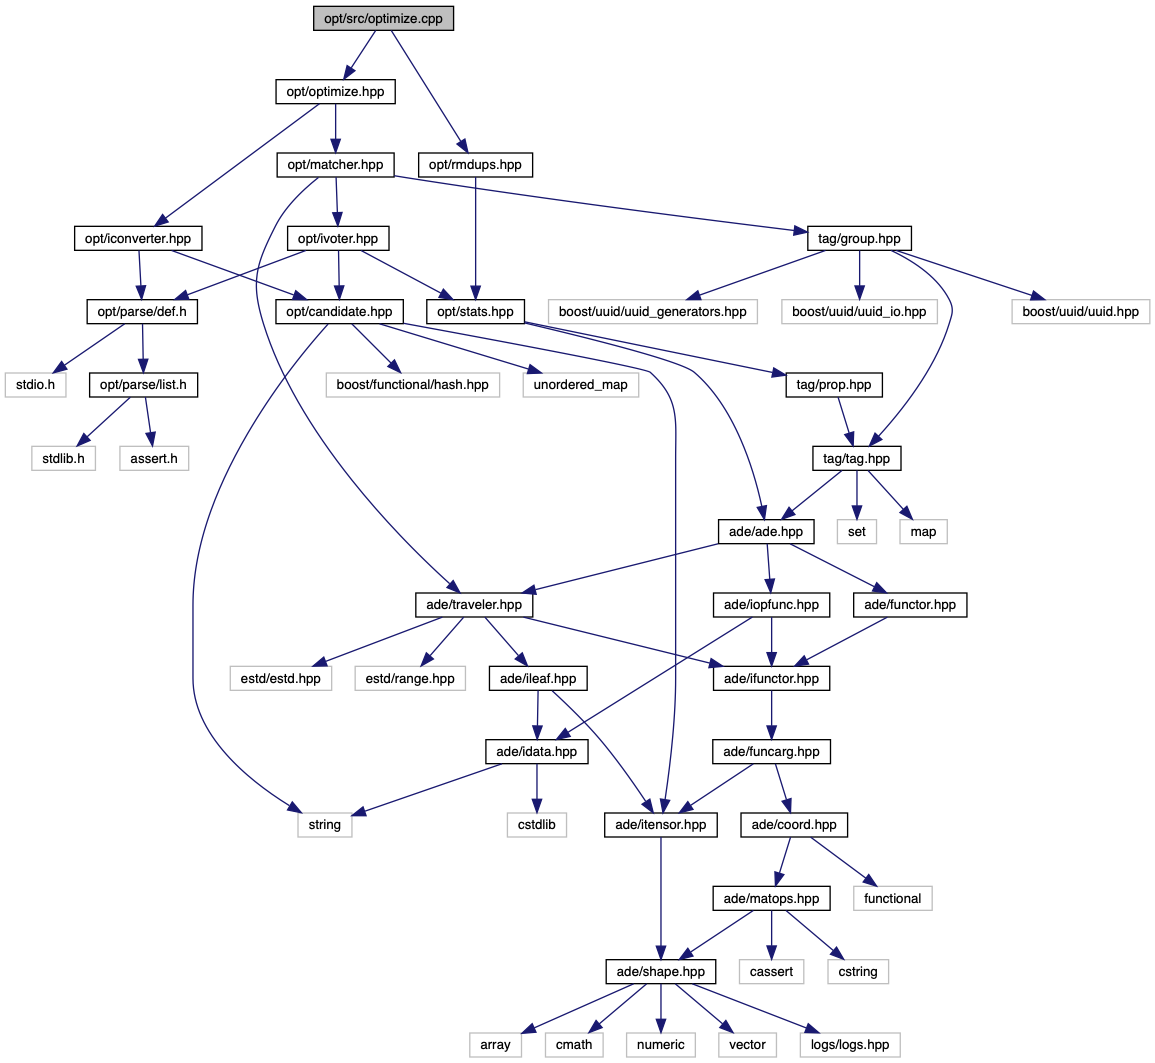 opt/src/optimize.cpp
opt/optimize.hpp
opt/matcher.hpp
opt/rmdups.hpp
opt/iconverter.hpp
opt/ivoter.hpp
tag/group.hpp
opt/parse/def.h
opt/candidate.hpp
opt/stats.hpp
boost/uuid/uuid_generators.hpp
boost/uuid/uuid_io.hpp
boost/uuid/uuid.hpp
stdio.h
opt/parse/list.h
boost/functional/hash.hpp
unordered_map
tag/prop.hpp
stdlib.h
assert.h
tag/tag.hpp
ade/ade.hpp
set
map
ade/traveler.hpp
ade/iopfunc.hpp
ade/functor.hpp
estd/estd.hpp
estd/range.hpp
ade/ileaf.hpp
ade/ifunctor.hpp
ade/idata.hpp
ade/funcarg.hpp
string
cstdlib
ade/itensor.hpp
ade/coord.hpp
ade/matops.hpp
functional
ade/shape.hpp
cassert
cstring
array
cmath
numeric
vector
logs/logs.hpp